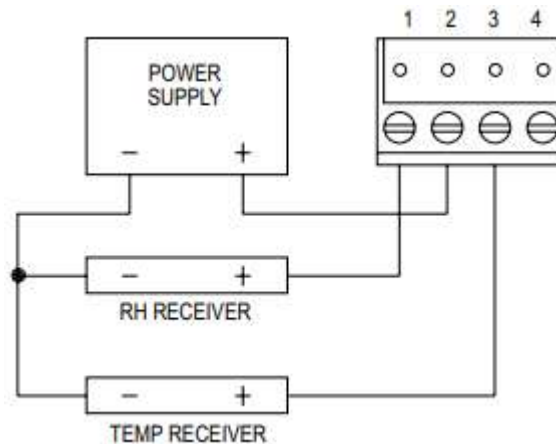 1 2 3 4
POWER
SUPPLY
− +
− +
RH RECEIVER
− +
TEMP RECEIVER